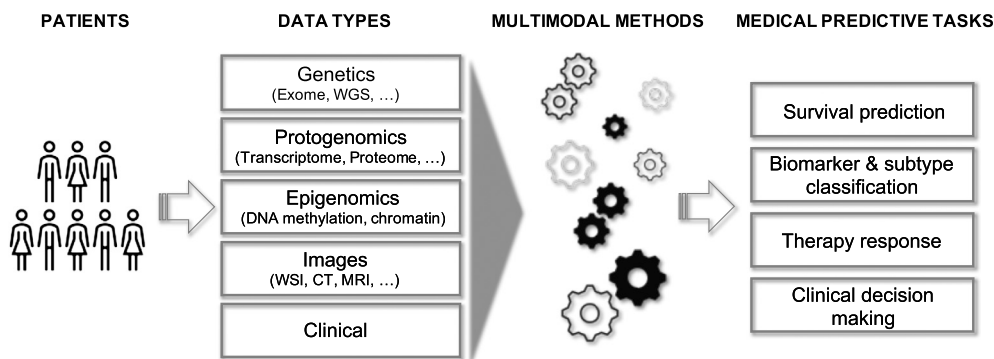 PATIENTS
DATA TYPES
MULTIMODAL METHODS
MEDICAL PREDICTIVE TASKS
Genetics
(Exome, WGS, ...)
Protogenomics
(Transcriptome, Proteome, ...)
Epigenomics
(DNA methylation, chromatin)
Images
(WSI, CT, MRI, ...)
Clinical
Survival prediction
Biomarker & subtype
classification
Therapy response
Clinical decision
making